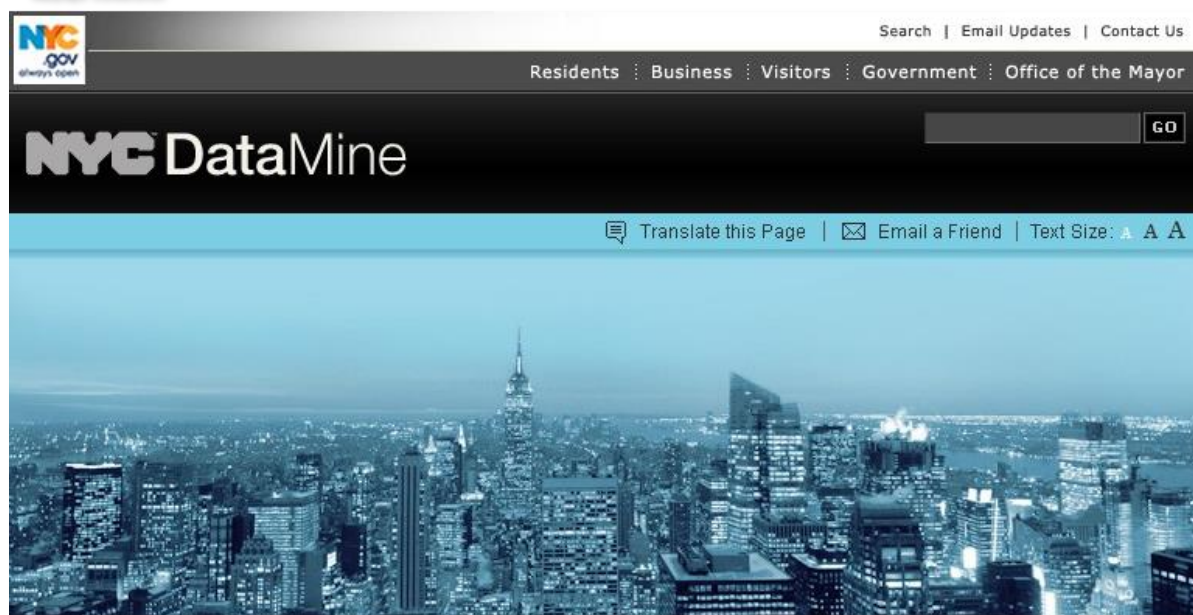 NYC
.gov
always open
Search | Email Updates | Contact Us
Residents Business Visitors Government Office of the Mayor
GO
NYC DataMine
Translate this Page | Email a Friend | Text Size: A A A